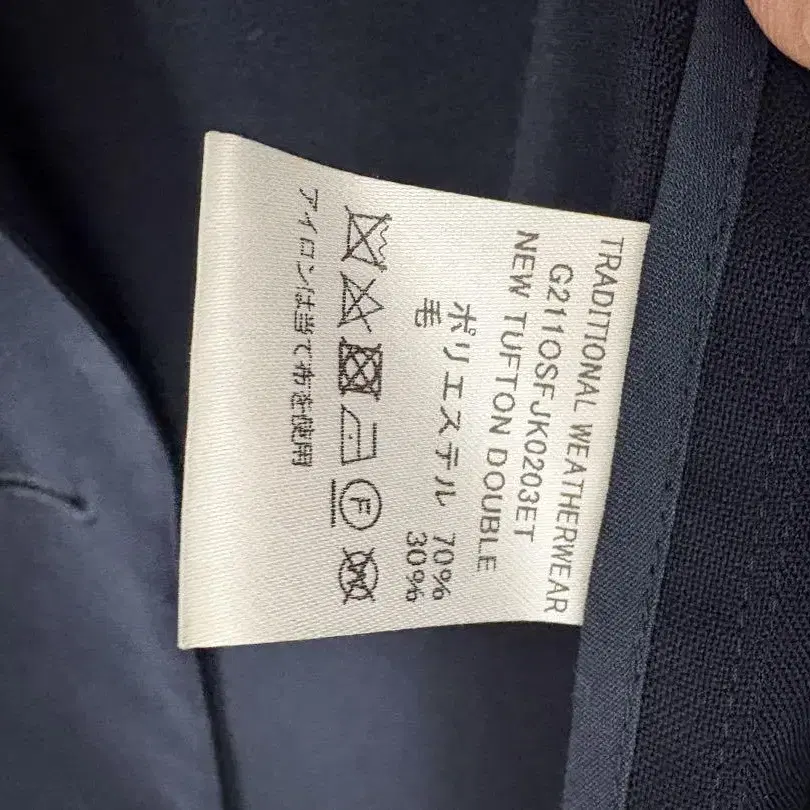 TRADITIONAL WEATHERWEAR
G211OSFJK0203ET
NEW TUFTON DOUBLE
ポリエステル 70%
毛 30%
F
W
アイロンは当て布を使用